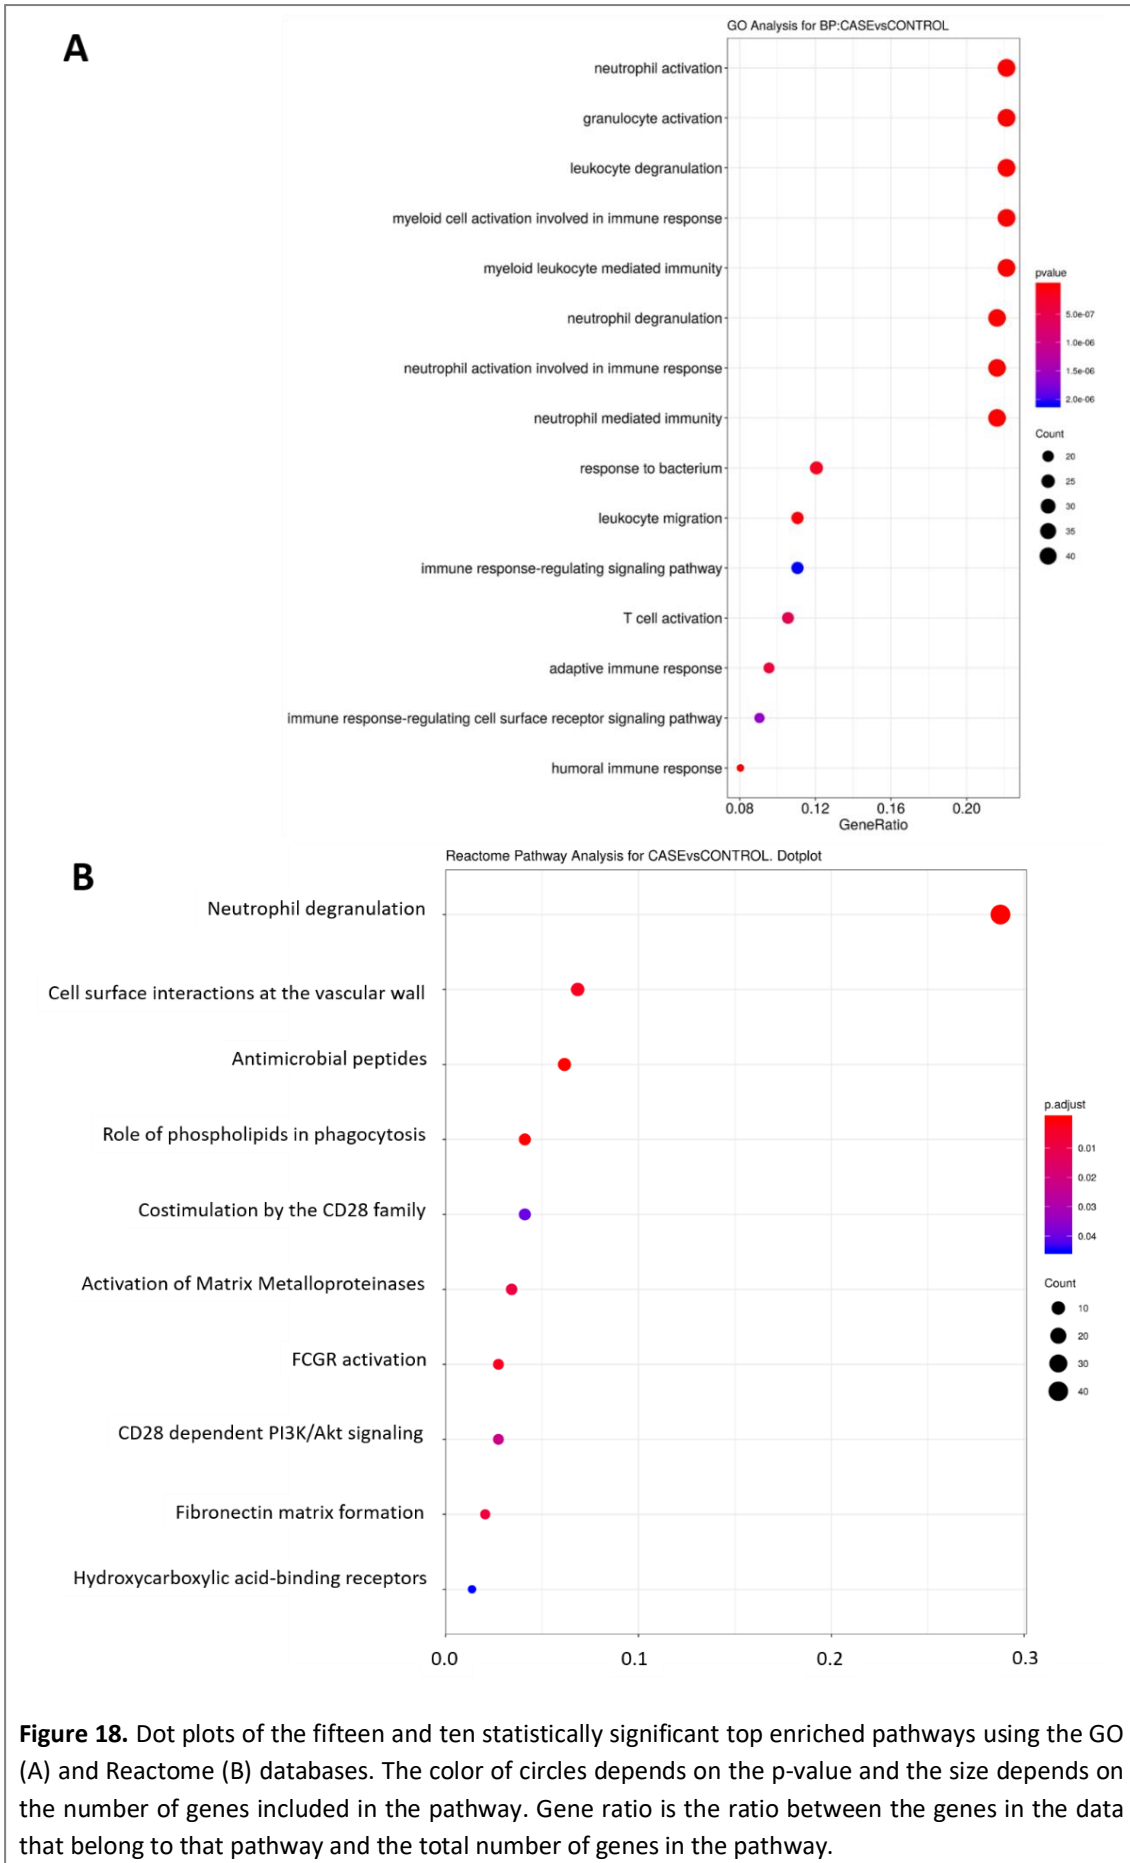 A
GO Analysis for BP:CASEvsCONTROL
neutrophil activation
granulocyte activation
leukocyte degranulation
myeloid cell activation involved in immune response
myeloid leukocyte mediated immunity
neutrophil degranulation
neutrophil activation involved in immune response
neutrophil mediated immunity
response to bacterium
leukocyte migration
immune response-regulating signaling pathway
T cell activation
adaptive immune response
immune response-regulating cell surface receptor signaling pathway
humoral immune response
0.08 0.12 0.16 0.20
GeneRatio
pvalue
5.0e-07
1.0e-06
1.5e-06
2.0e-06
Count
20
25
30
35
40
B
Reactome Pathway Analysis for CASEvsCONTROL. Dotplot
Neutrophil degranulation
Cell surface interactions at the vascular wall
Antimicrobial peptides
Role of phospholipids in phagocytosis
Costimulation by the CD28 family
Activation of Matrix Metalloproteinases
FCGR activation
CD28 dependent PI3K/Akt signaling
Fibronectin matrix formation
Hydroxycarboxylic acid-binding receptors
0.0 0.1 0.2 0.3
p.adjust
0.01
0.02
0.03
0.04
Count
10
20
30
40
Figure 18. Dot plots of the fifteen and ten statistically significant top enriched pathways using the GO
(A) and Reactome (B) databases. The color of circles depends on the p-value and the size depends on
the number of genes included in the pathway. Gene ratio is the ratio between the genes in the data
that belong to that pathway and the total number of genes in the pathway.